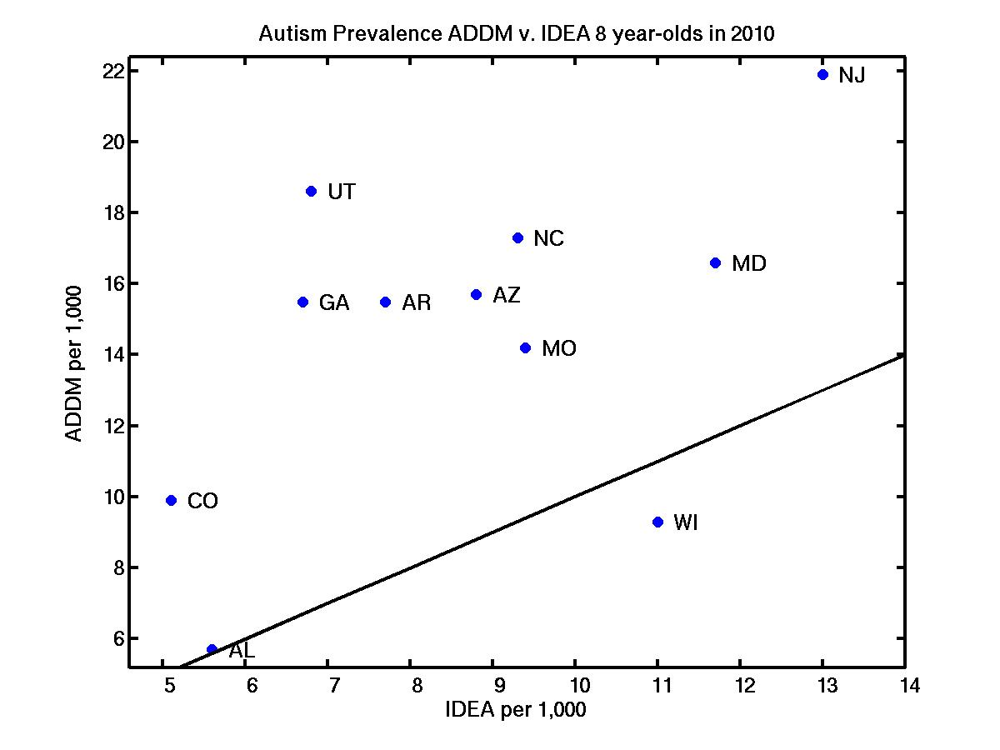 Autism Prevalence ADDM v. IDEA 8 year-olds in 2010
22
20
18
16
14
12
10
8
6
ADDM per 1,000
NJ
UT
NC
MD
AZ
GA
AR
MO
CO
WI
AL
5 6 7 8 9 10 11 12 13 14
IDEA per 1,000